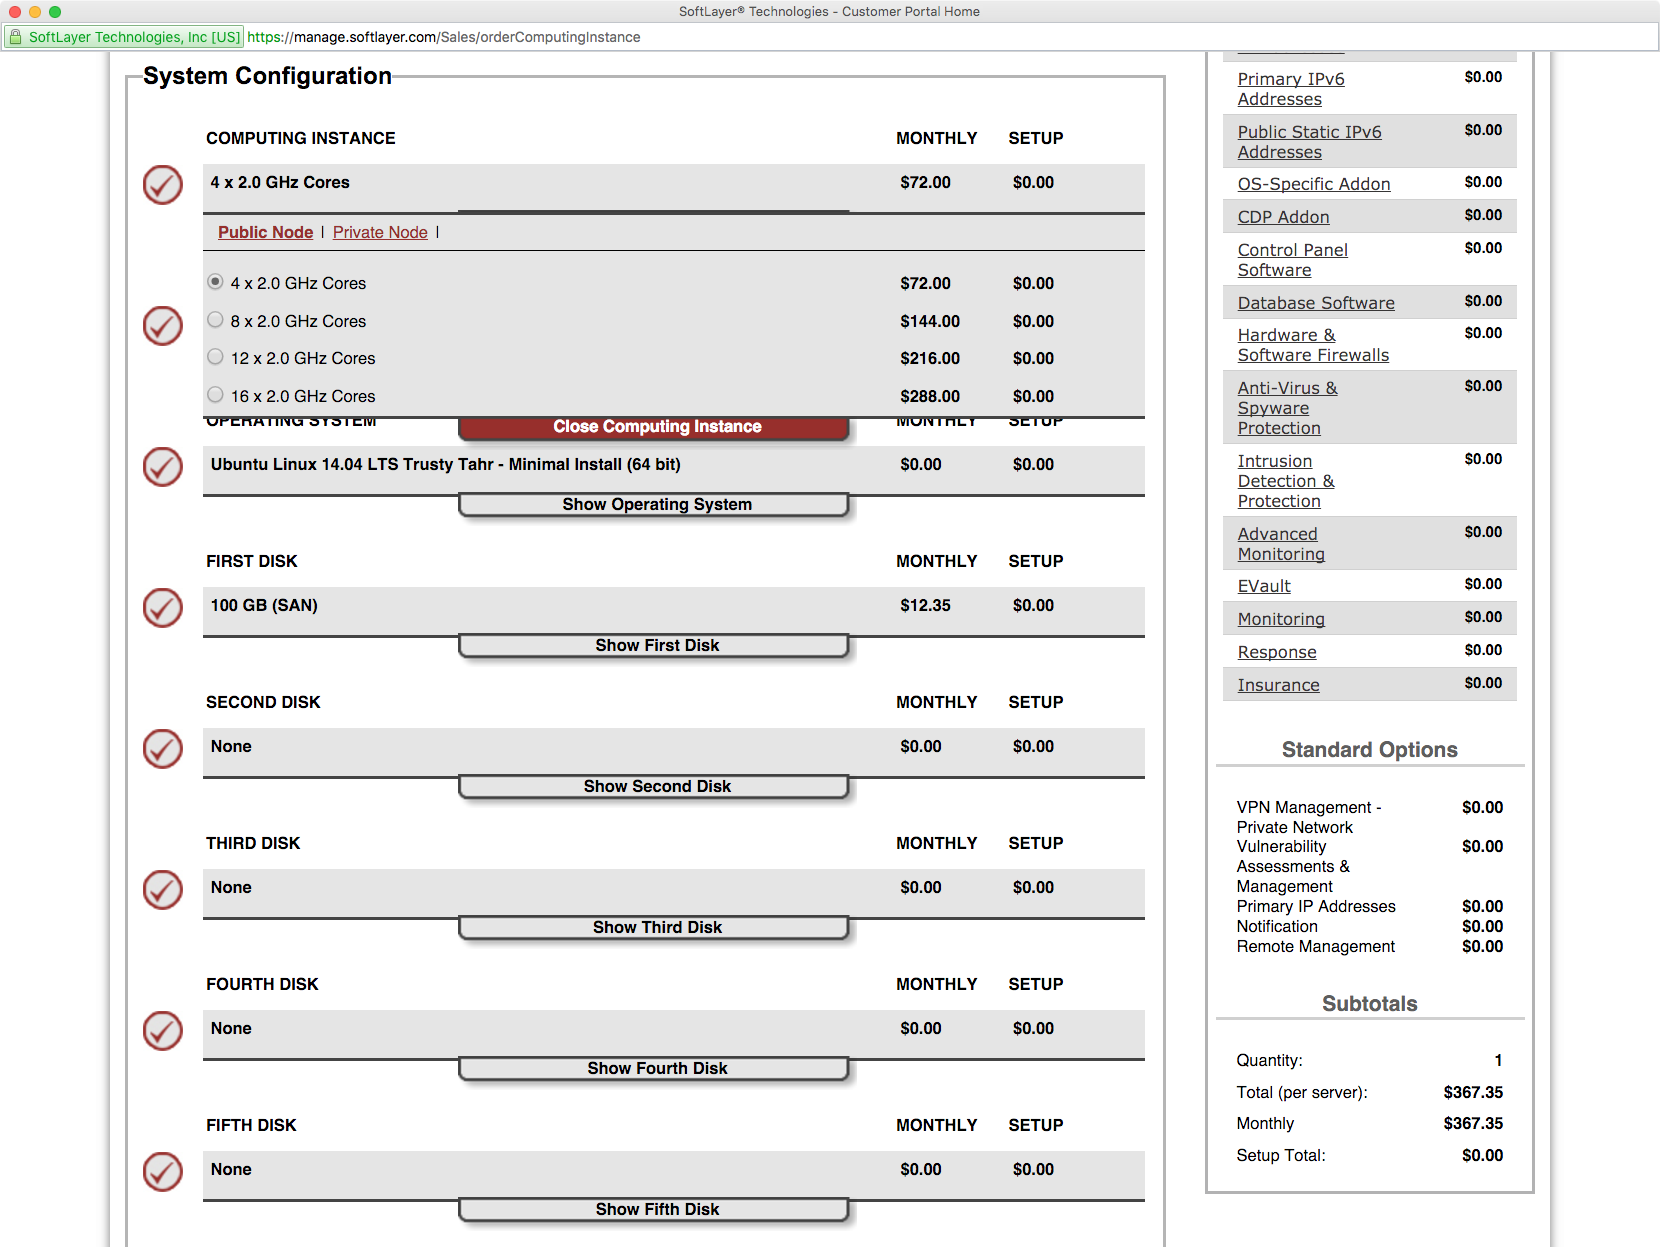 SoftLayer® Technologies - Customer Portal Home
SoftLayer Technologies, Inc [US] https://manage.softlayer.com/Sales/orderComputingInstance
System Configuration
COMPUTING INSTANCE MONTHLY SETUP
4 x 2.0 GHz Cores $72.00 $0.00
Public Node | Private Node |
4 x 2.0 GHz Cores $72.00 $0.00
8 x 2.0 GHz Cores $144.00 $0.00
12 x 2.0 GHz Cores $216.00 $0.00
16 x 2.0 GHz Cores $288.00 $0.00
OPERATING SYSTEM MONTHLY SETUP
Close Computing Instance
Ubuntu Linux 14.04 LTS Trusty Tahr - Minimal Install (64 bit) $0.00 $0.00
Show Operating System
FIRST DISK MONTHLY SETUP
100 GB (SAN) $12.35 $0.00
Show First Disk
SECOND DISK MONTHLY SETUP
None $0.00 $0.00
Show Second Disk
THIRD DISK MONTHLY SETUP
None $0.00 $0.00
Show Third Disk
FOURTH DISK MONTHLY SETUP
None $0.00 $0.00
Show Fourth Disk
FIFTH DISK MONTHLY SETUP
None $0.00 $0.00
Show Fifth Disk
Primary IPv6 $0.00
Addresses
Public Static IPv6 $0.00
Addresses
OS-Specific Addon $0.00
CDP Addon $0.00
Control Panel $0.00
Software
Database Software $0.00
Hardware & $0.00
Software Firewalls
Anti-Virus & $0.00
Spyware
Protection
Intrusion $0.00
Detection &
Protection
Advanced $0.00
Monitoring
EVault $0.00
Monitoring $0.00
Response $0.00
Insurance $0.00
Standard Options
VPN Management - $0.00
Private Network
Vulnerability $0.00
Assessments &
Management
Primary IP Addresses $0.00
Notification $0.00
Remote Management $0.00
Subtotals
Quantity: 1
Total (per server): $367.35
Monthly $367.35
Setup Total: $0.00